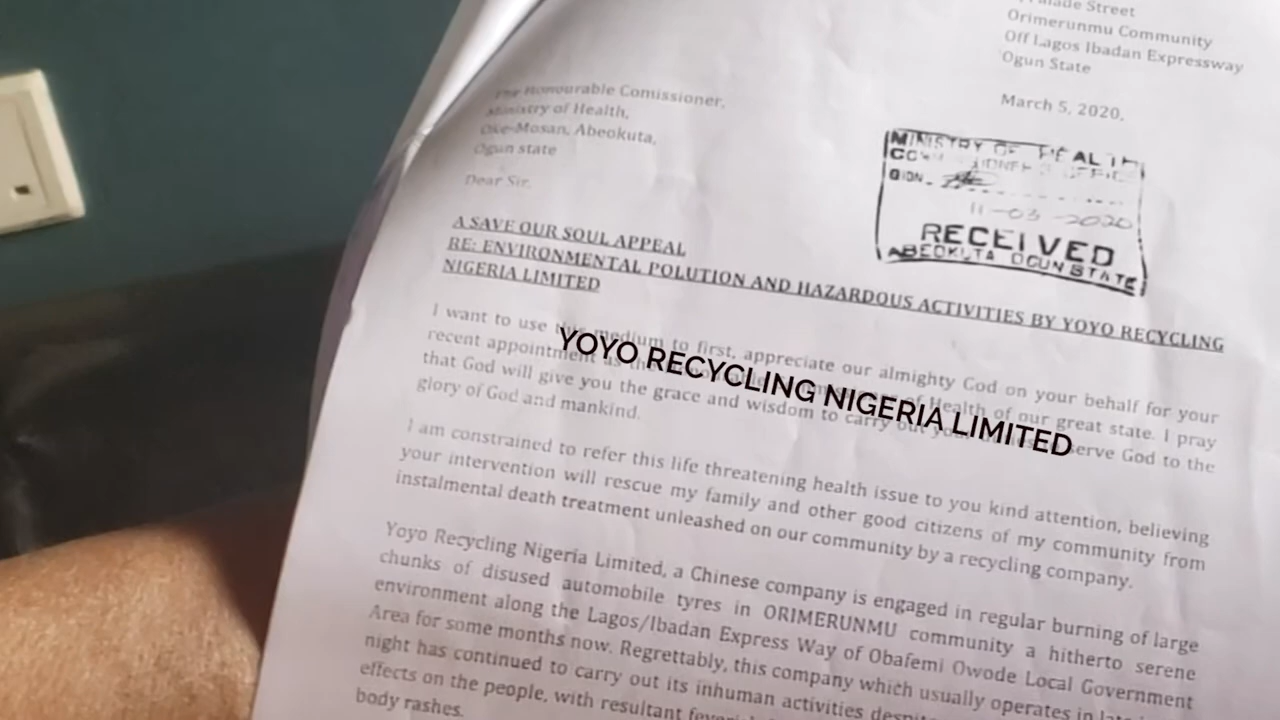 Street
Orimerunmu Community
Off Lagos Ibadan Expressway
Ogun State
March 5, 2020,
The Honourable Comissioner,
Ministry of Health,
Oke-Mosan, Abeokuta,
Ogun state
Dear Sir,
MINISTRY OF HEALTH
OFFICE
SIGN.
11-03-2020
RECEIVED
ABEOKUTA OGUN STATE
A SAVE OUR SOUL APPEAL
RE: ENVIRONMENTAL POLUTION AND HAZARDOUS ACTIVITIES BY YOYO RECYCLING
NIGERIA LIMITED
I want to use this medium to first, appreciate our almighty God on your behalf for your
recent appointment as the of Health of our great state. I pray
that God will give you the grace and wisdom to carry out your serve God to the
glory of God and mankind.
YOYO RECYCLING NIGERIA LIMITED
I am constrained to refer this life threatening health issue to you kind attention, believing
your intervention will rescue my family and other good citizens of my community from
instalmental death treatment unleashed on our community by a recycling company.
Yoyo Recycling Nigeria Limited, a Chinese company is engaged in regular burning of large
chunks of disused automobile tyres in ORIMERUNMU community a hitherto serene
environment along the Lagos/Ibadan Express Way of Obafemi Owode Local Government
Area for some months now. Regrettably, this company which usually operates in
night has continued to carry out its inhuman activities
effects on the people, with resultant
body rashes.